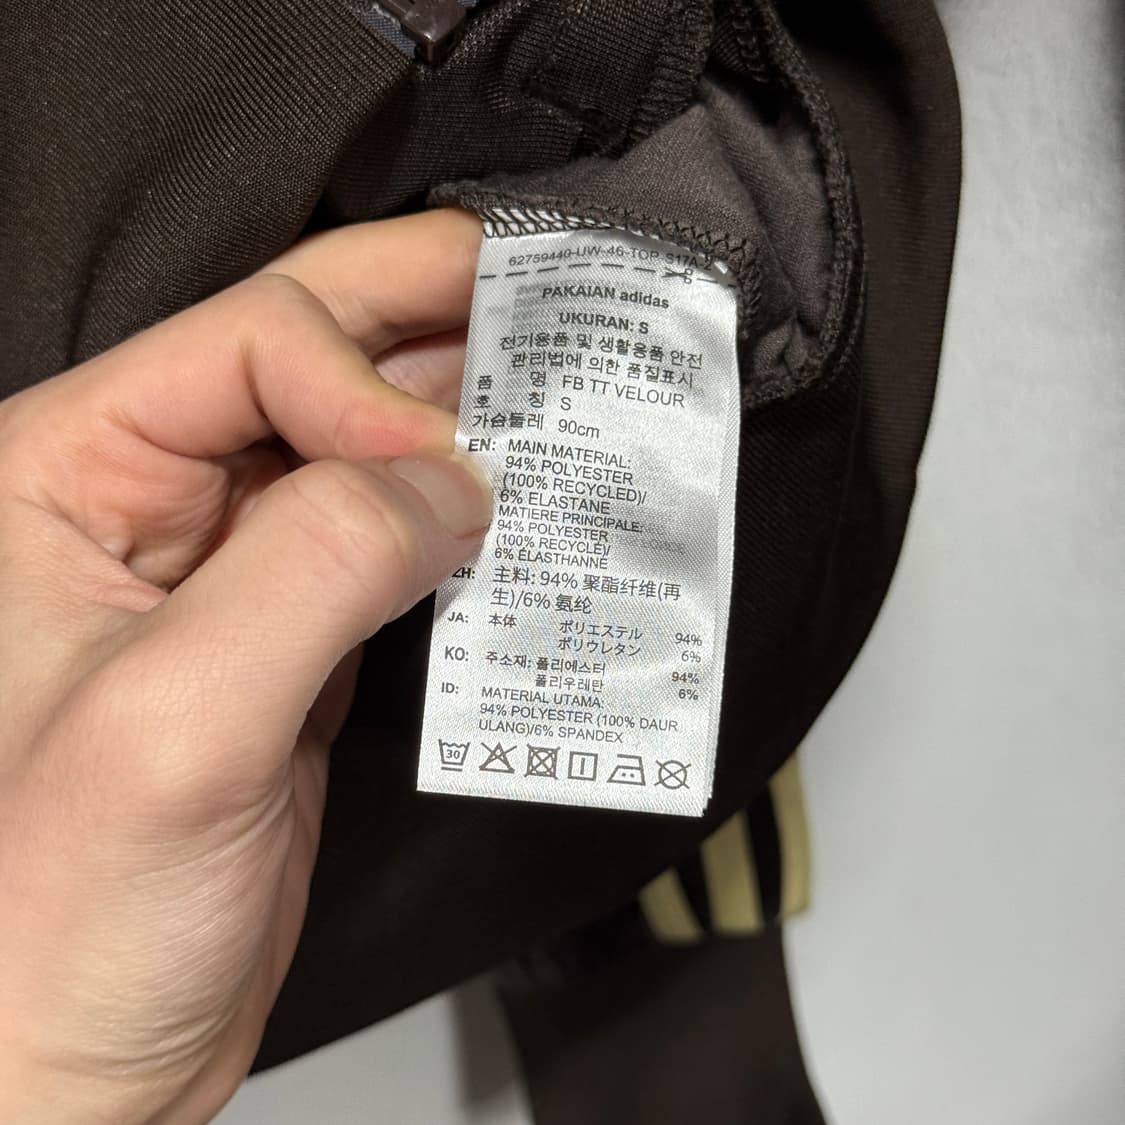 62759440-UW-46-TOP S17A
PAKAIAN adidas
UKURAN: S
전기용품 및 생활용품 안전
관리법에 의한 품질표시
품 명 FB TT VELOUR
호 칭 S
가슴둘레 90cm
EN: MAIN MATERIAL:
94% POLYESTER
(100% RECYCLED)/
6% ELASTANE
MATIERE PRINCIPALE:
94% POLYESTER
(100% RECYCLÉ)/
6% ÉLASTHANNE
ZH: 主料: 94% 聚酯纤维(再
生)/6% 氨纶
JA: 本体 ポリエステル 94%
ポリウレタン 6%
KO: 주소재: 폴리에스터 94%
폴리우레탄 6%
ID: MATERIAL UTAMA:
94% POLYESTER (100% DAUR
ULANG)/6% SPANDEX
30